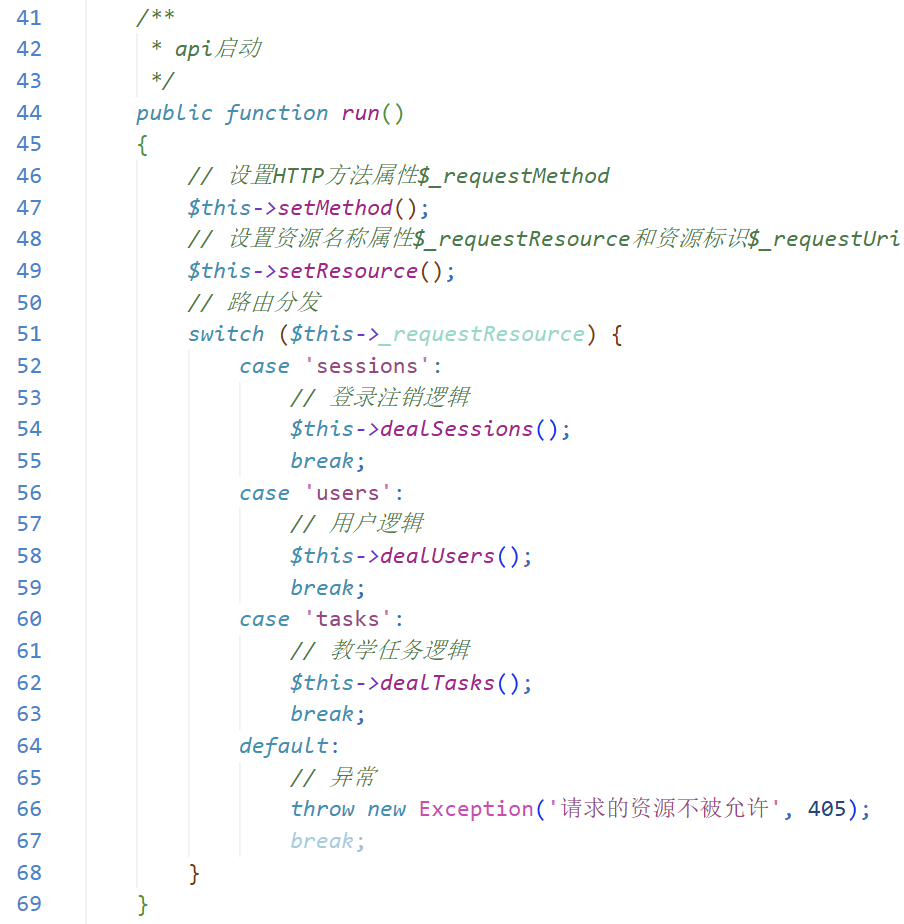 41 /**
42 * api启动
43 */
44 public function run()
45 {
46 // 设置HTTP方法属性$_requestMethod
47 $this->setMethod();
48 // 设置资源名称属性$_requestResource和资源标识$_requestUri
49 $this->setResource();
50 // 路由分发
51 switch ($this->_requestResource) {
52 case 'sessions':
53 // 登录注销逻辑
54 $this->dealSessions();
55 break;
56 case 'users':
57 // 用户逻辑
58 $this->dealUsers();
59 break;
60 case 'tasks':
61 // 教学任务逻辑
62 $this->dealTasks();
63 break;
64 default:
65 // 异常
66 throw new Exception('请求的资源不被允许', 405);
67 break;
68 }
69 }